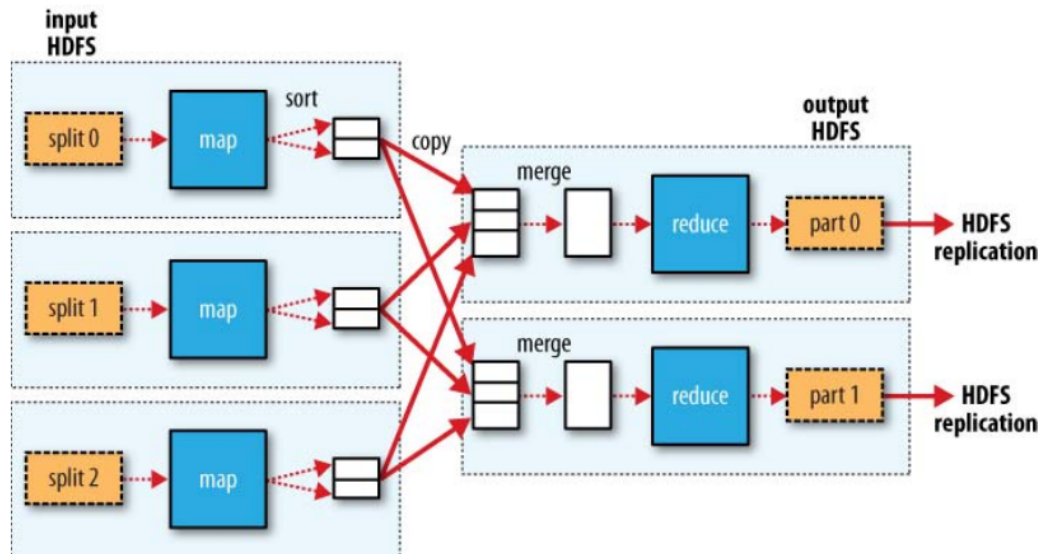 input
HDFS
split 0
map
sort
copy
split 1
map
split 2
map
output
HDFS
merge
reduce
part 0
HDFS
replication
merge
reduce
part 1
HDFS
replication